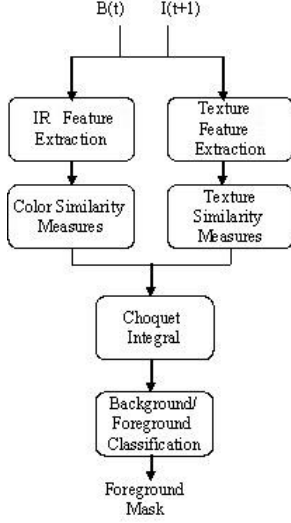 B(t) I(t+1)
IR Feature
Extraction
Texture
Feature
Extraction
Color Similarity
Measures
Texture
Similarity
Measures
Choquet
Integral
Background/
Foreground
Classification
Foreground
Mask